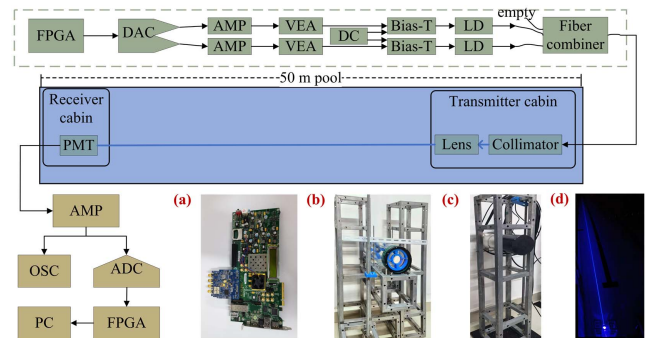 empty
FPGA
DAC
AMP
VEA
Bias-T
LD
Fiber
combiner
DC
AMP
VEA
Bias-T
LD
50 m pool
Receiver
cabin
Transmitter cabin
PMT
Lens
Collimator
AMP
(a)
(b)
(c)
(d)
OSC
ADC
PC
FPGA